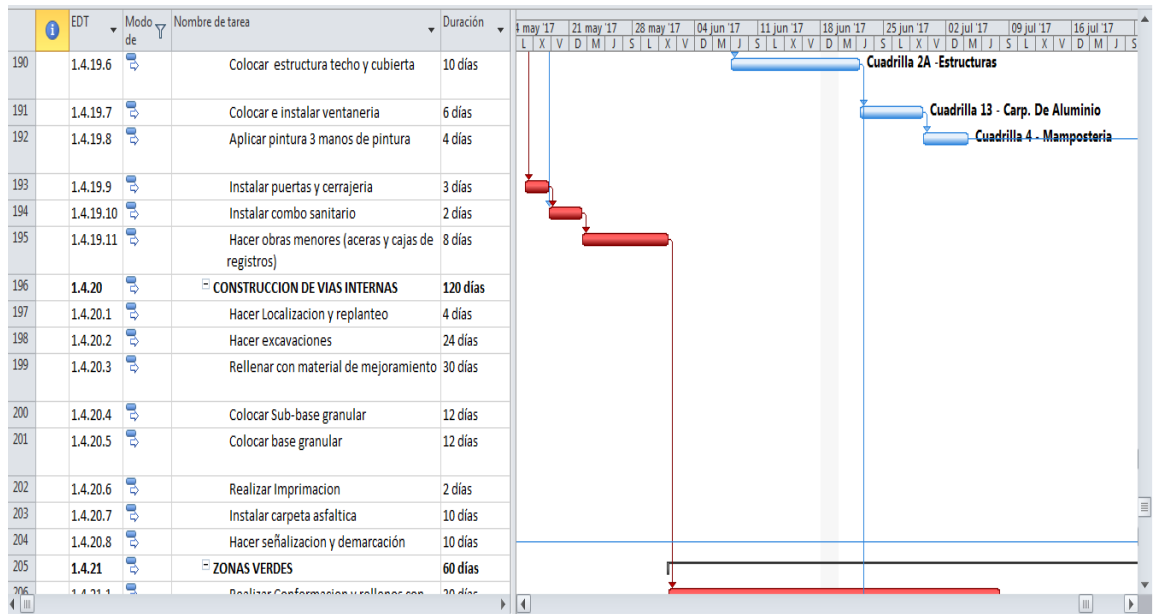 EDT
Modo de
Nombre de tarea
Duración
may '17 21 may '17 28 may '17 04 jun '17 11 jun '17 18 jun '17 25 jun '17 02 jul '17 09 jul '17 16 jul '17
L X V D M J S L X V D M J S L X V D M J S L X V D M J S L X V D M J S
190 1.4.19.6 Colocar estructura techo y cubierta 10 días Cuadrilla 2A -Estructuras
191 1.4.19.7 Colocar e instalar ventaneria 6 días Cuadrilla 13 - Carp. De Aluminio
192 1.4.19.8 Aplicar pintura 3 manos de pintura 4 días Cuadrilla 4 - Mamposteria
193 1.4.19.9 Instalar puertas y cerrajeria 3 días
194 1.4.19.10 Instalar combo sanitario 2 días
195 1.4.19.11 Hacer obras menores (aceras y cajas de 8 días
registros)
196 1.4.20 CONSTRUCCION DE VIAS INTERNAS 120 días
197 1.4.20.1 Hacer Localizacion y replanteo 4 días
198 1.4.20.2 Hacer excavaciones 24 días
199 1.4.20.3 Rellenar con material de mejoramiento 30 días
200 1.4.20.4 Colocar Sub-base granular 12 días
201 1.4.20.5 Colocar base granular 12 días
202 1.4.20.6 Realizar Imprimacion 2 días
203 1.4.20.7 Instalar carpeta asfaltica 10 días
204 1.4.20.8 Hacer señalizacion y demarcación 10 días
205 1.4.21 ZONAS VERDES 60 días
206 1.4.21.1 Realizar Conformacion y rellenos con días